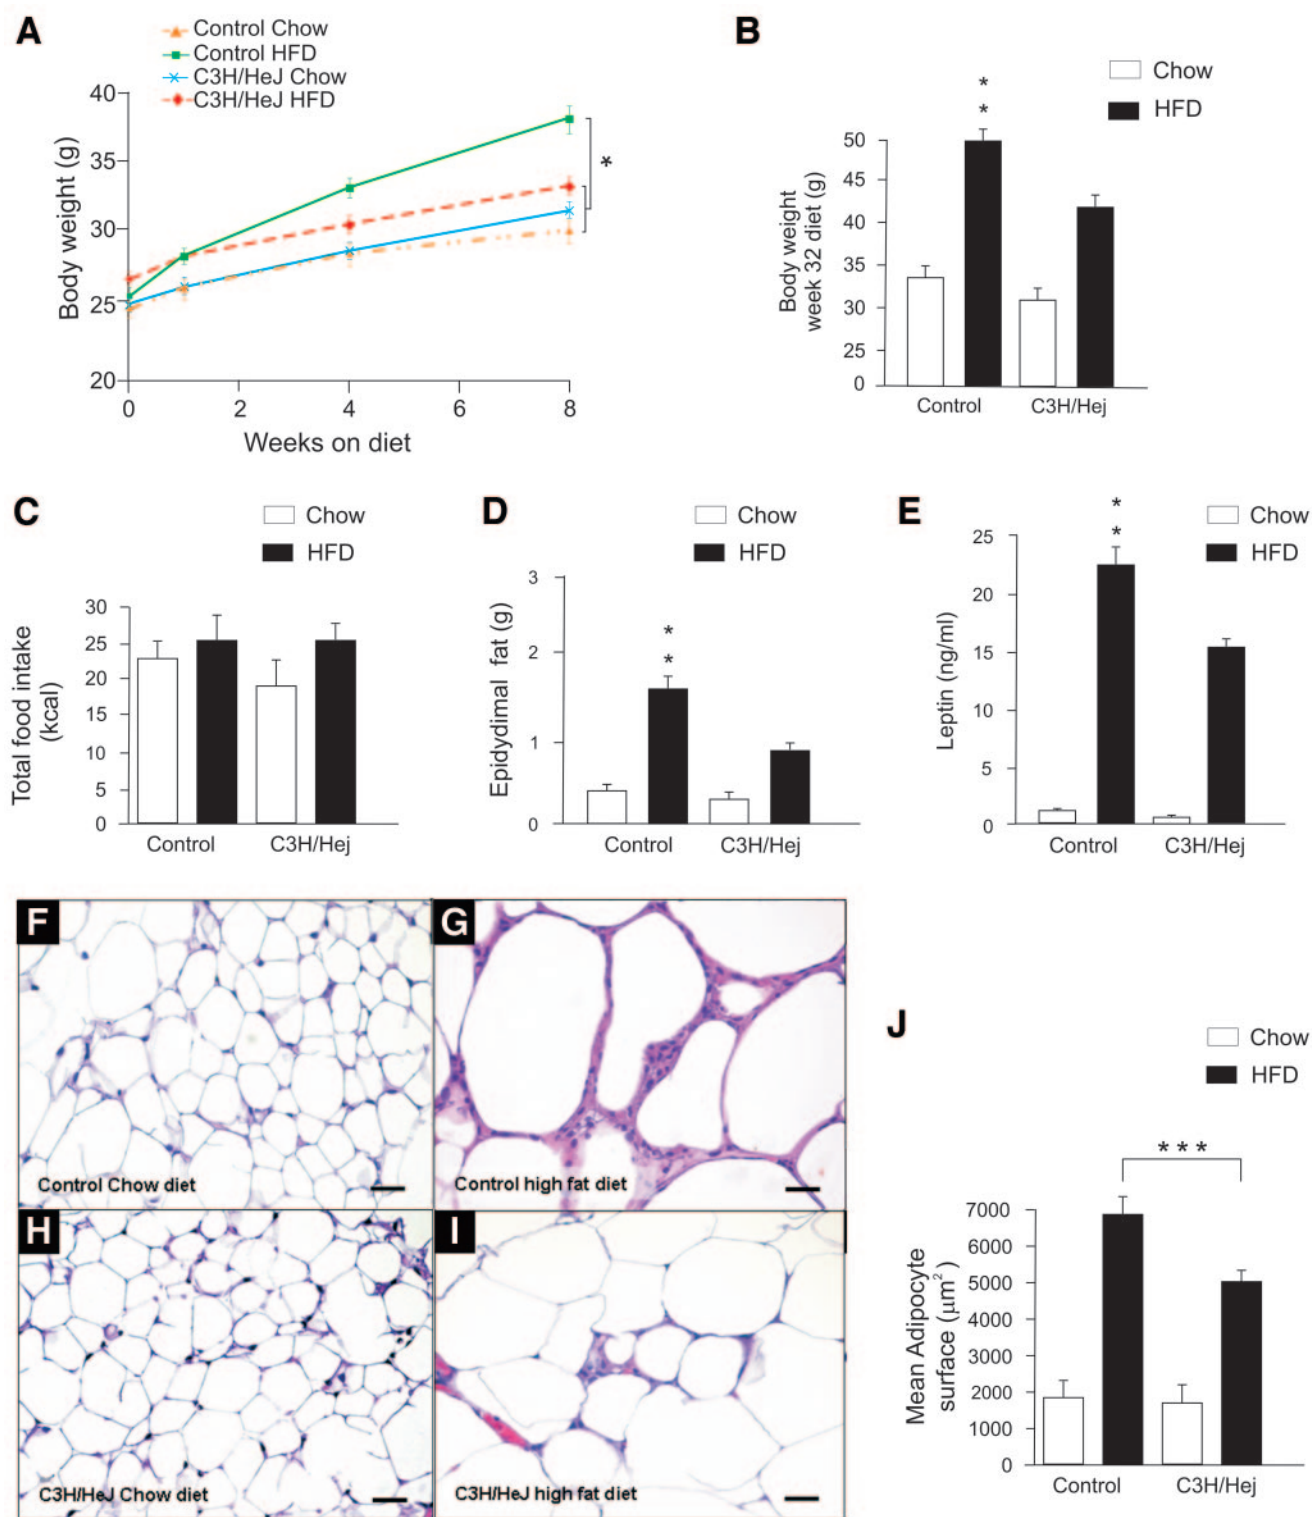 A
Control Chow
Control HFD
C3H/HeJ Chow
C3H/HeJ HFD
40
35
30
25
20
0 2 4 6 8
Body weight (g)
Weeks on diet
*
B
Chow
HFD
*
*
50
45
40
35
30
25
0
Body weight
week 32 diet (g)
Control C3H/Hej
C
Chow
HFD
30
25
20
15
10
5
0
Total food intake
(kcal)
Control C3H/Hej
D
Chow
HFD
3
2
1
0
*
*
Epidydimal fat (g)
Control C3H/Hej
E
Chow
HFD
*
*
25
20
15
10
5
0
Leptin (ng/ml)
Control C3H/Hej
F
Control Chow diet
G
Control high fat diet
H
C3H/HeJ Chow diet
I
C3H/HeJ high fat diet
J
Chow
HFD
***
7000
6000
5000
4000
3000
2000
1000
0
Mean Adipocyte
surface (μm²)
Control C3H/Hej